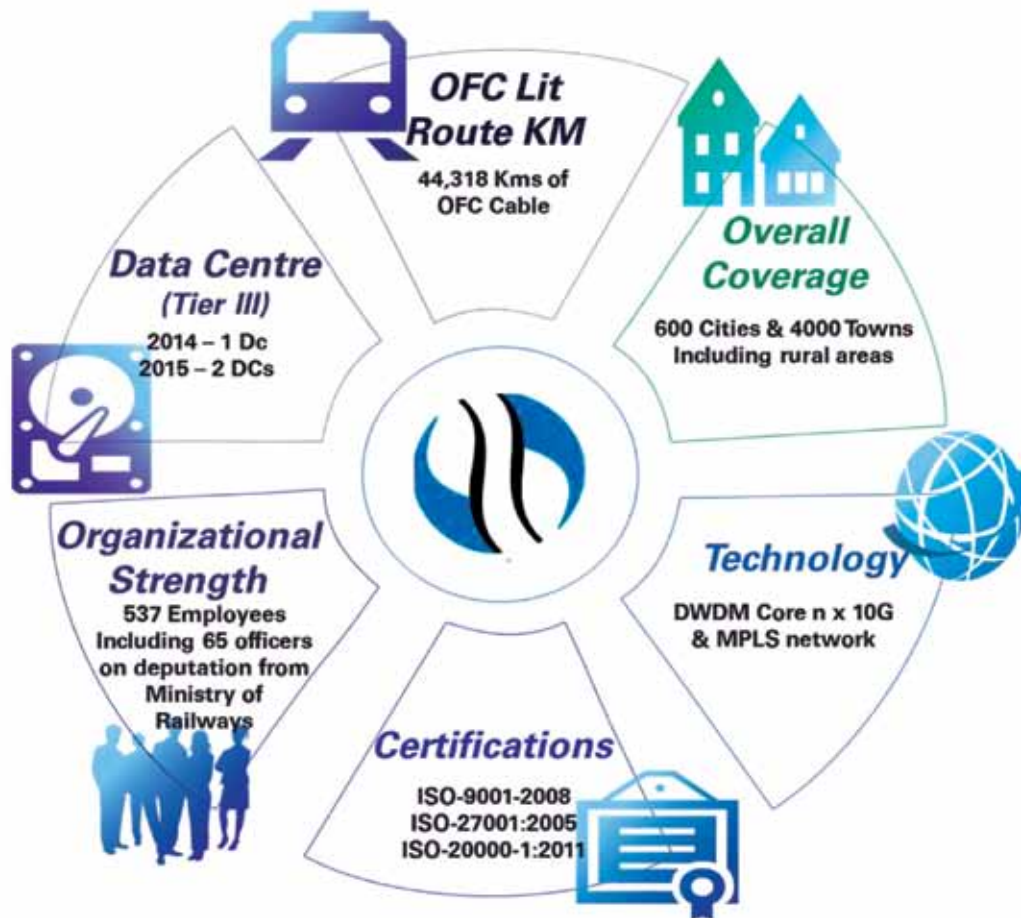 OFC Lit
Route KM
44,318 Kms of
OFC Cable
Overall
Coverage
600 Cities & 4000 Towns
Including rural areas
Technology
DWDM Core n x 10G
& MPLS network
Certifications
ISO-9001-2008
ISO-27001:2005
ISO-20000-1:2011
Organizational
Strength
537 Employees
Including 65 officers
on deputation from
Ministry of
Railways
Data Centre
(Tier III)
2014 – 1 Dc
2015 – 2 DCs